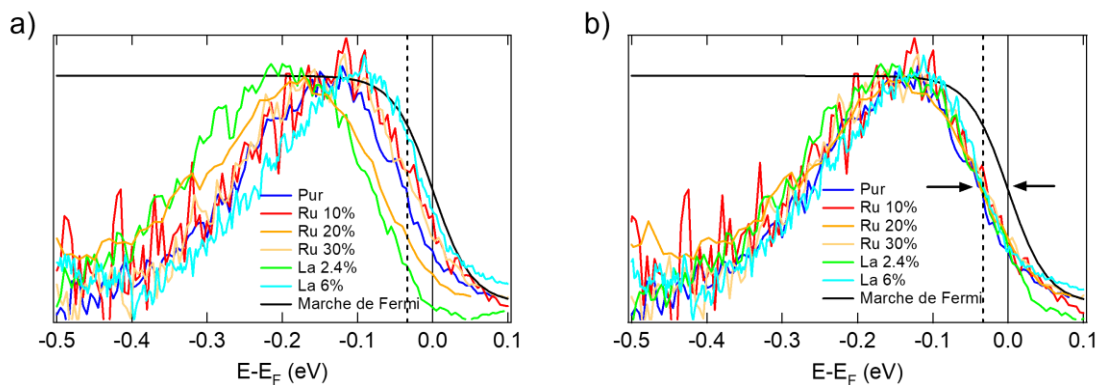 a)
Pur
Ru 10%
Ru 20%
Ru 30%
La 2.4%
La 6%
Marche de Fermi
-0.5 -0.4 -0.3 -0.2 -0.1 0.0 0.1
E-E_F (eV)
b)
Pur
Ru 10%
Ru 20%
Ru 30%
La 2.4%
La 6%
Marche de Fermi
-0.5 -0.4 -0.3 -0.2 -0.1 0.0 0.1
E-E_F (eV)